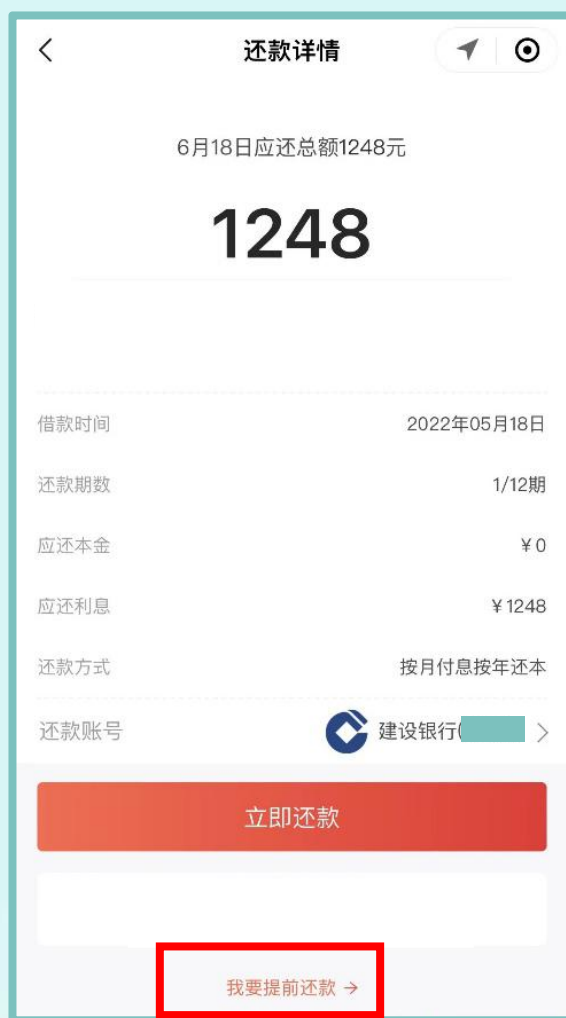 还款详情
6月18日应还总额1248元
1248
借款时间 2022年05月18日
还款期数 1/12期
应还本金 ¥0
应还利息 ¥1248
还款方式 按月付息按年还本
还款账号 建设银行(
立即还款
我要提前还款 →